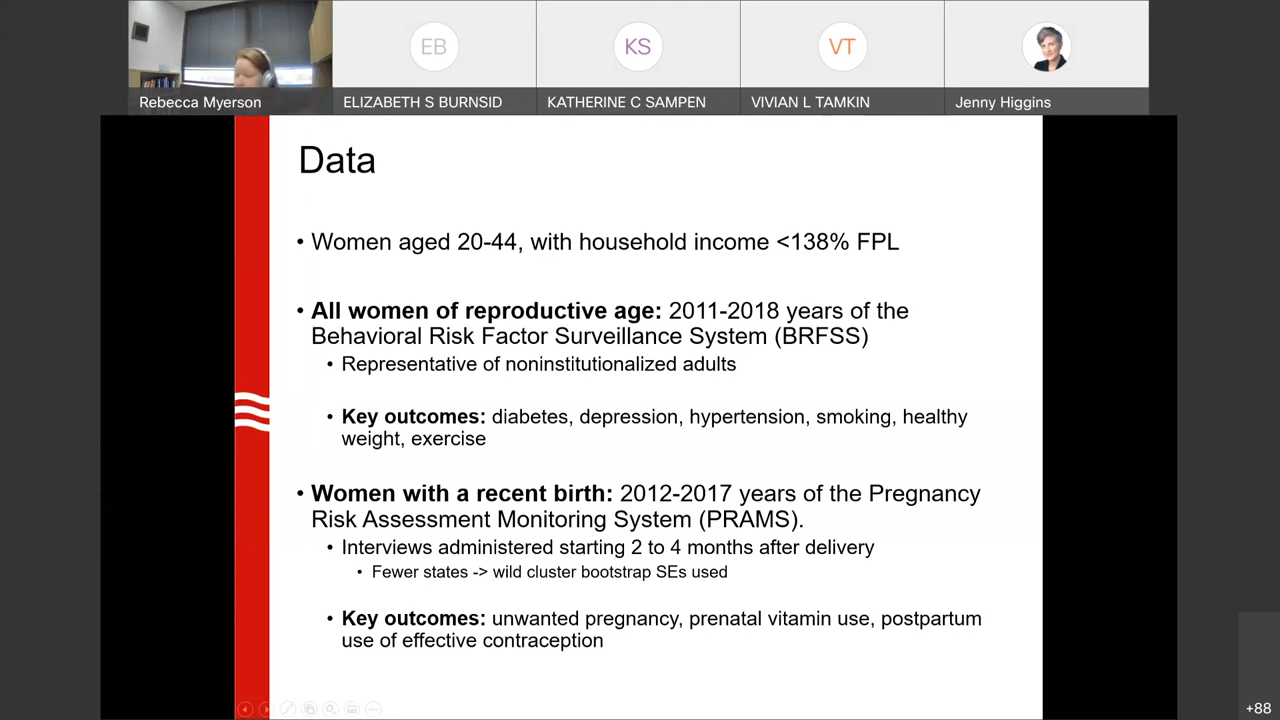 EB
KS
VT
Rebecca Myerson
ELIZABETH S BURNSID
KATHERINE C SAMPEN
VIVIAN L TAMKIN
Jenny Higgins
Data
• Women aged 20-44, with household income <138% FPL
• All women of reproductive age: 2011-2018 years of the
Behavioral Risk Factor Surveillance System (BRFSS)
• Representative of noninstitutionalized adults
• Key outcomes: diabetes, depression, hypertension, smoking, healthy
weight, exercise
• Women with a recent birth: 2012-2017 years of the Pregnancy
Risk Assessment Monitoring System (PRAMS).
• Interviews administered starting 2 to 4 months after delivery
• Fewer states -> wild cluster bootstrap SEs used
• Key outcomes: unwanted pregnancy, prenatal vitamin use, postpartum
use of effective contraception
+88